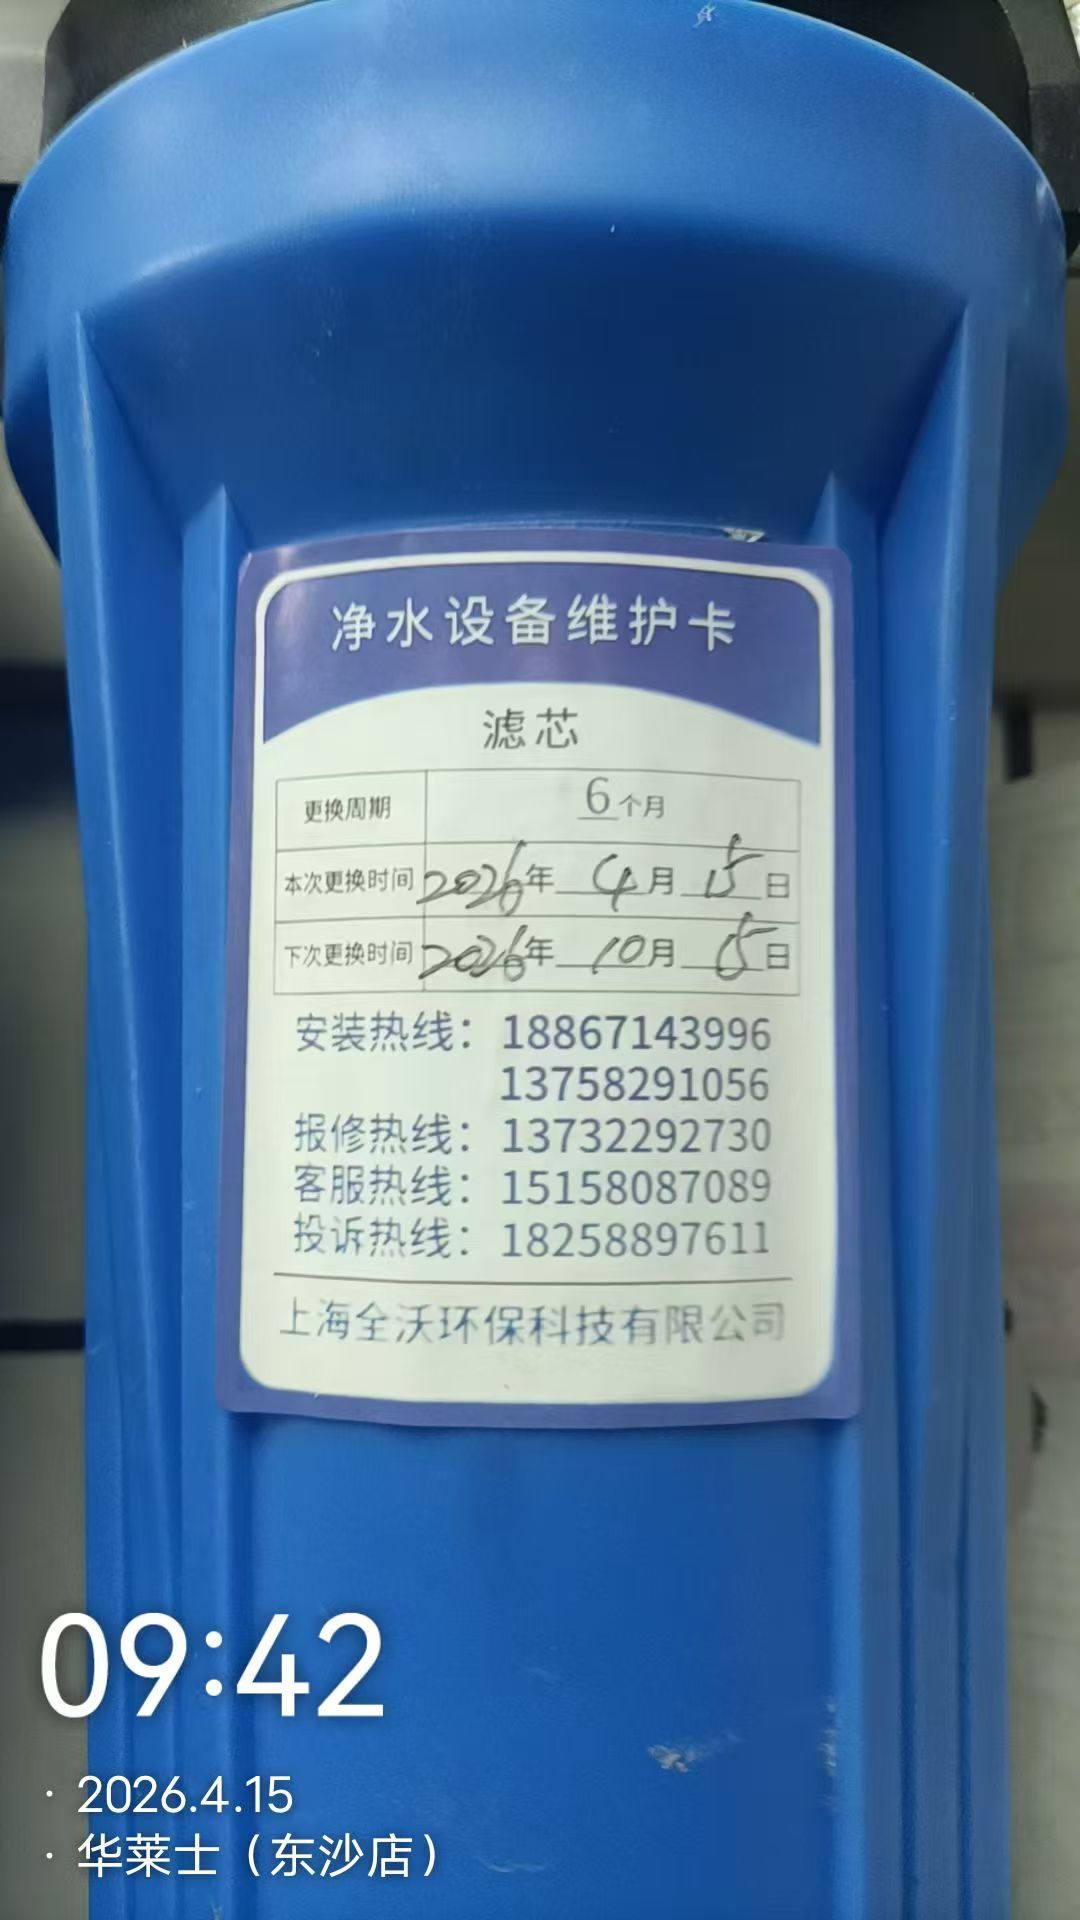 净水设备维护卡
滤芯
更换周期 6个月
本次更换时间 2026年 4月 15日
下次更换时间 2026年 10月 15日
安装热线：18867143996
13758291056
报修热线：13732292730
客服热线：15158087089
投诉热线：18258897611
上海全沃环保科技有限公司
09:42
· 2026.4.15
· 华莱士（东沙店）